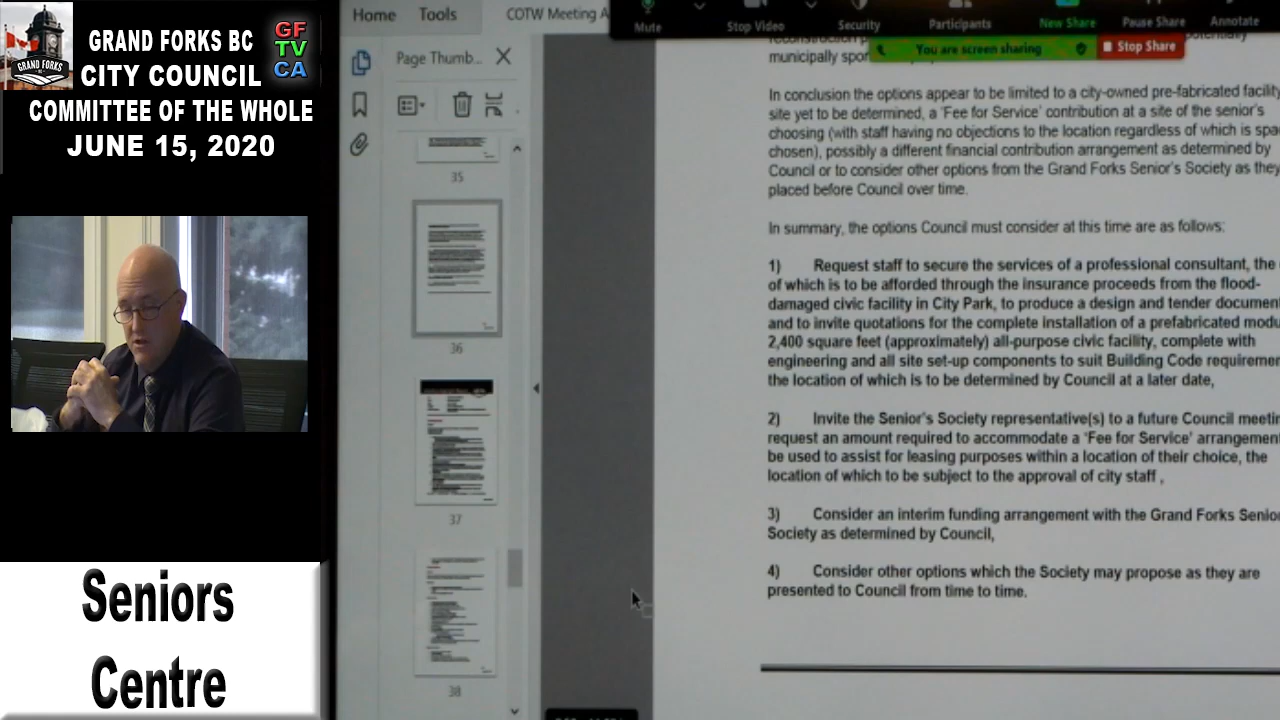 GRAND FORKS BC
CITY COUNCIL
COMMITTEE OF THE WHOLE
JUNE 15, 2020
GF
TV
CA
GRAND FORKS
Seniors
Centre
Home Tools COTW Meeting A
Page Thumb...
35
36
37
38
Mute Stop Video Security Participants New Share Pause Share Annotate
You are screen sharing Stop Share
municipally
In conclusion the options appear to be limited to a city-owned pre-fabricated facility
site yet to be determined, a 'Fee for Service' contribution at a site of the senior's
choosing (with staff having no objections to the location regardless of which is
chosen), possibly a different financial contribution arrangement as determined by
Council or to consider other options from the Grand Forks Senior's Society as they
placed before Council over time.
In summary, the options Council must consider at this time are as follows:
1) Request staff to secure the services of a professional consultant, the
of which is to be afforded through the insurance proceeds from the flood-
damaged civic facility in City Park, to produce a design and tender documen
and to invite quotations for the complete installation of a prefabricated modu
2,400 square feet (approximately) all-purpose civic facility, complete with
engineering and all site set-up components to suit Building Code requiremen
the location of which is to be determined by Council at a later date,
2) Invite the Senior's Society representative(s) to a future Council meetin
request an amount required to accommodate a 'Fee for Service' arrangement
be used to assist for leasing purposes within a location of their choice, the
location of which to be subject to the approval of city staff ,
3) Consider an interim funding arrangement with the Grand Forks Senio
Society as determined by Council,
4) Consider other options which the Society may propose as they are
presented to Council from time to time.